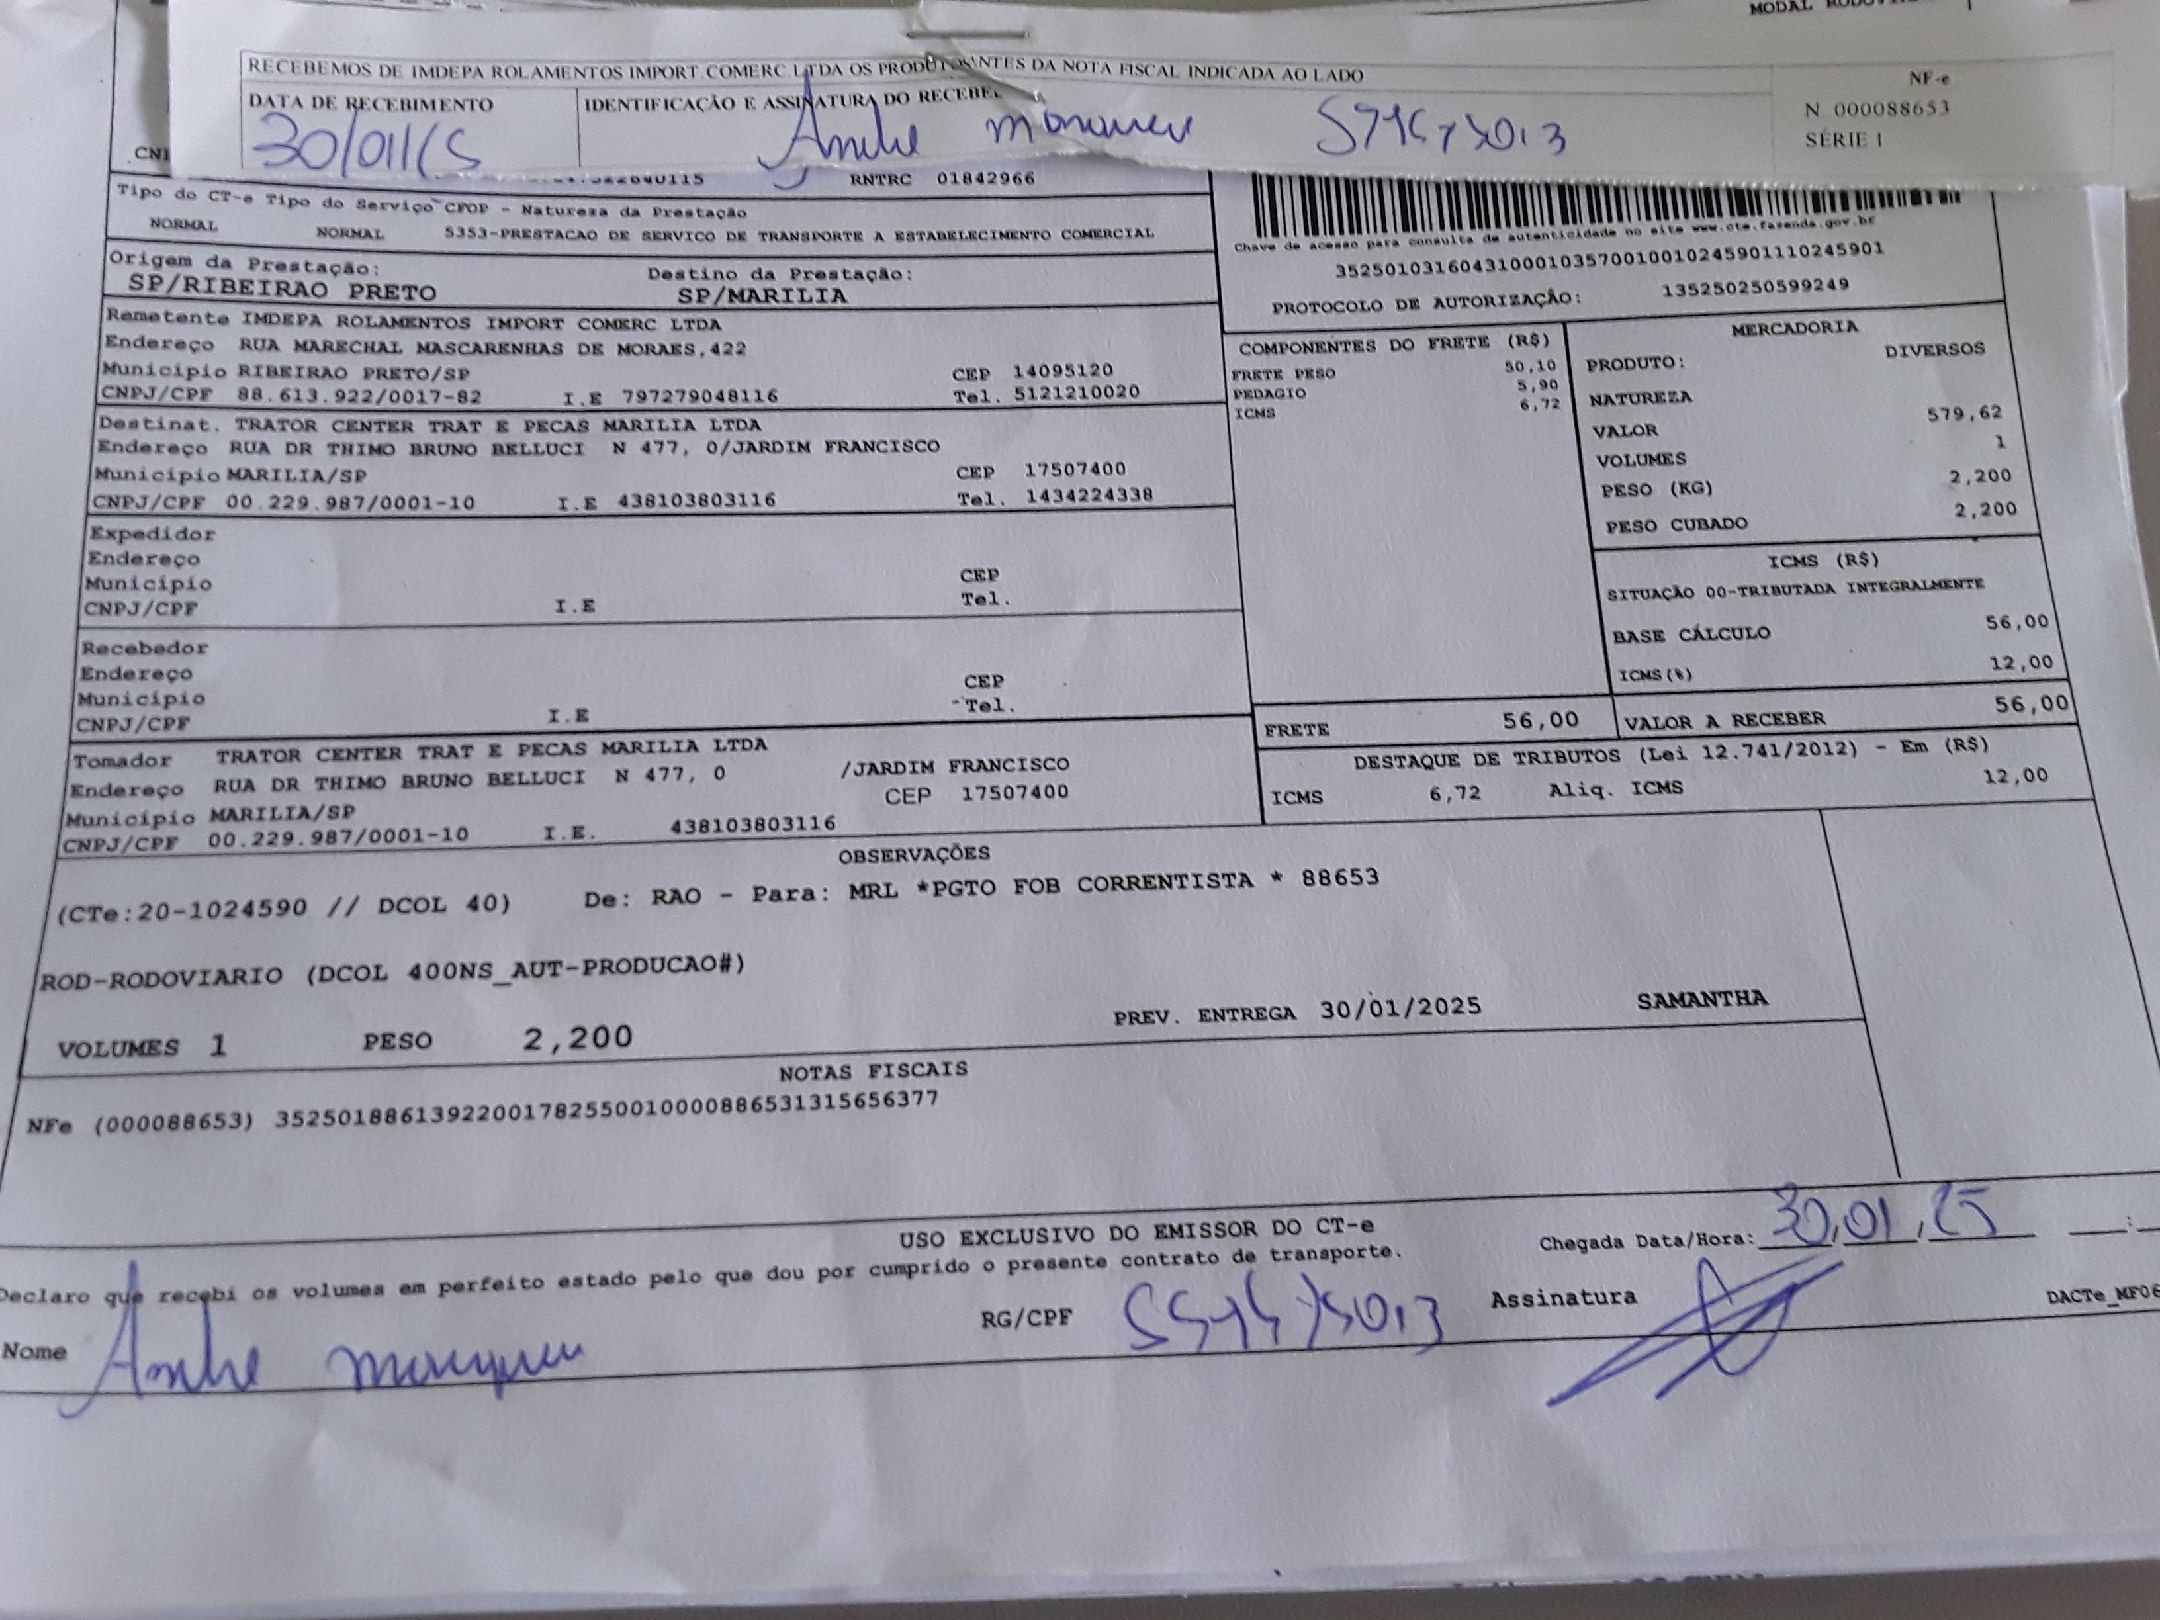 RECEBEMOS DE IMDEPA ROLAMENTOS IMPORT.COMERC LTDA OS PRODUTOS ANTES DA NOTA FISCAL INDICADA AO LADO
NF-e
N 000088653
SÉRIE 1
DATA DE RECEBIMENTO
30/01/
IDENTIFICAÇÃO E ASSINATURA DO RECEBE
Andre
RNTRC 01842966
Tipo do CT-e Tipo do Serviço CFOP - Natureza da Prestação
NORMAL NORMAL 5353-PRESTACAO DE SERVICO DE TRANSPORTE A ESTABELECIMENTO COMERCIAL
Origem da Prestação: Destino da Prestação:
SP/RIBEIRAO PRETO SP/MARILIA
Chave de acesso para consulta de autenticidade no site www.cte.fazenda.gov.br
35250103160431000103570010010245901110245901
PROTOCOLO DE AUTORIZAÇÃO: 135250250599249
Remetente IMDEPA ROLAMENTOS IMPORT COMERC LTDA
Endereço RUA MARECHAL MASCARENHAS DE MORAES,422
Município RIBEIRAO PRETO/SP CEP 14095120
CNPJ/CPF 88.613.922/0017-82 I.E 797279048116 Tel. 5121210020
Destinat. TRATOR CENTER TRAT E PECAS MARILIA LTDA
Endereço RUA DR THIMO BRUNO BELLUCI N 477, 0/JARDIM FRANCISCO
Município MARILIA/SP CEP 17507400
CNPJ/CPF 00.229.987/0001-10 I.E 438103803116 Tel. 1434224338
Expedidor
Endereço
Município CEP
CNPJ/CPF I.E Tel.
Recebedor
Endereço
Município CEP
CNPJ/CPF I.E Tel.
Tomador TRATOR CENTER TRAT E PECAS MARILIA LTDA
Endereço RUA DR THIMO BRUNO BELLUCI N 477, 0 /JARDIM FRANCISCO
Município MARILIA/SP CEP 17507400
CNPJ/CPF 00.229.987/0001-10 I.E. 438103803116
COMPONENTES DO FRETE (R$)
FRETE PESO 50,10
PEDAGIO 5,90
ICMS 6,72
MERCADORIA
PRODUTO: DIVERSOS
NATUREZA
VALOR 579,62
VOLUMES 1
PESO (KG) 2,200
PESO CUBADO 2,200
ICMS (R$)
SITUAÇÃO 00-TRIBUTADA INTEGRALMENTE
BASE CÁLCULO 56,00
ICMS(%) 12,00
FRETE 56,00 VALOR A RECEBER 56,00
DESTAQUE DE TRIBUTOS (Lei 12.741/2012) - Em (R$)
ICMS 6,72 Aliq. ICMS 12,00
OBSERVAÇÕES
(CTe:20-1024590 // DCOL 40) De: RAO - Para: MRL *PGTO FOB CORRENTISTA * 88653
ROD-RODOVIARIO (DCOL 400NS_AUT-PRODUCAO#)
PREV. ENTREGA 30/01/2025 SAMANTHA
VOLUMES 1 PESO 2,200
NOTAS FISCAIS
NFe (000088653) 35250188613922001782550010000886531315656377
USO EXCLUSIVO DO EMISSOR DO CT-e
Declaro que recebi os volumes em perfeito estado pelo que dou por cumprido o presente contrato de transporte.
Chegada Data/Hora: 30,01,25 :
Nome Andre RG/CPF Assinatura
DACTe_MF06